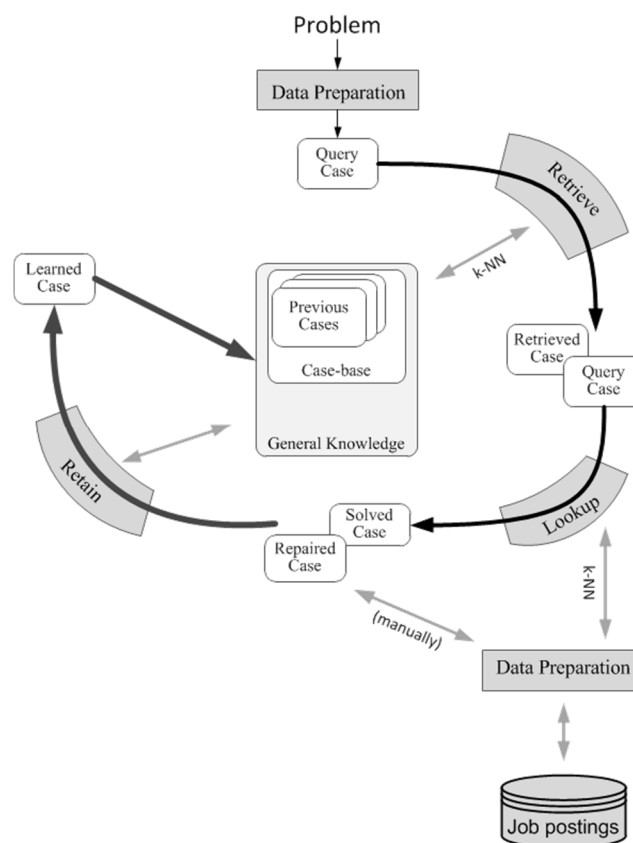 Problem
Data Preparation
Query
Case
Retrieve
k-NN
Learned
Case
Previous
Cases
Case-base
General Knowledge
Retrieved
Case
Query
Case
Retain
Lookup
Solved
Case
Repaired
Case
k-NN
(manually)
Data Preparation
Job postings